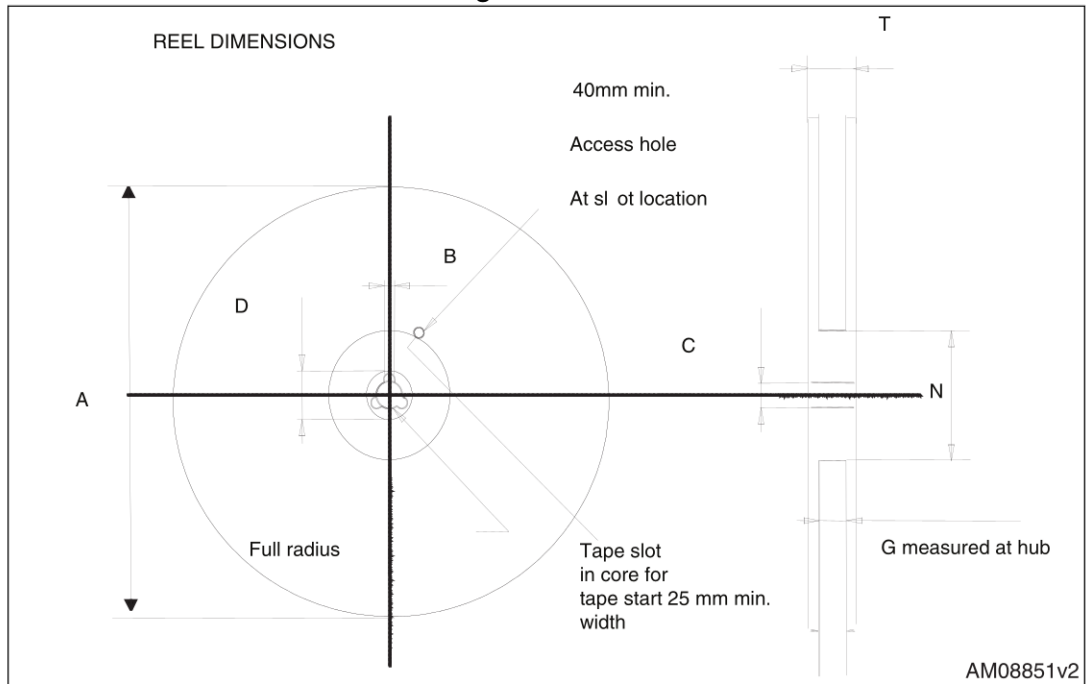 REEL DIMENSIONS
T
40mm min.
Access hole
At sl ot location
B
D
C
A
N
Full radius
Tape slot
in core for
tape start 25 mm min.
width
G measured at hub
AM08851v2